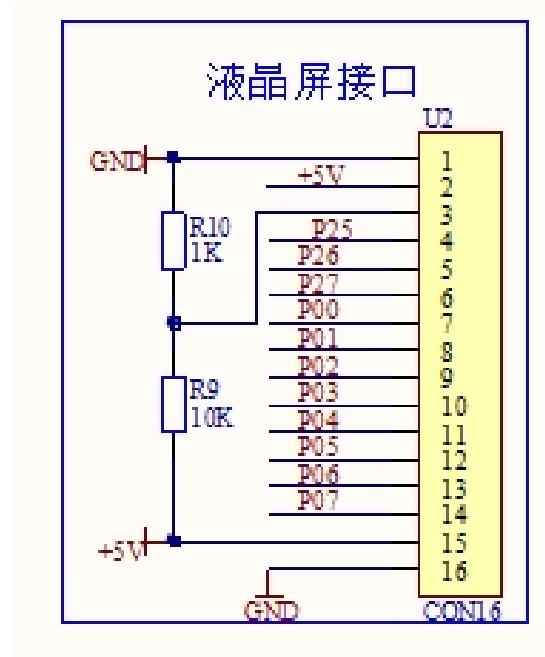 液晶屏接口
U2
GND 1
+5V 2
3
R10
1K
P25 4
P26 5
P27 6
P00 7
P01 8
P02 9
R9
10K
P03 10
P04 11
P05 12
P06 13
P07 14
+5V 15
16
GND
CON16